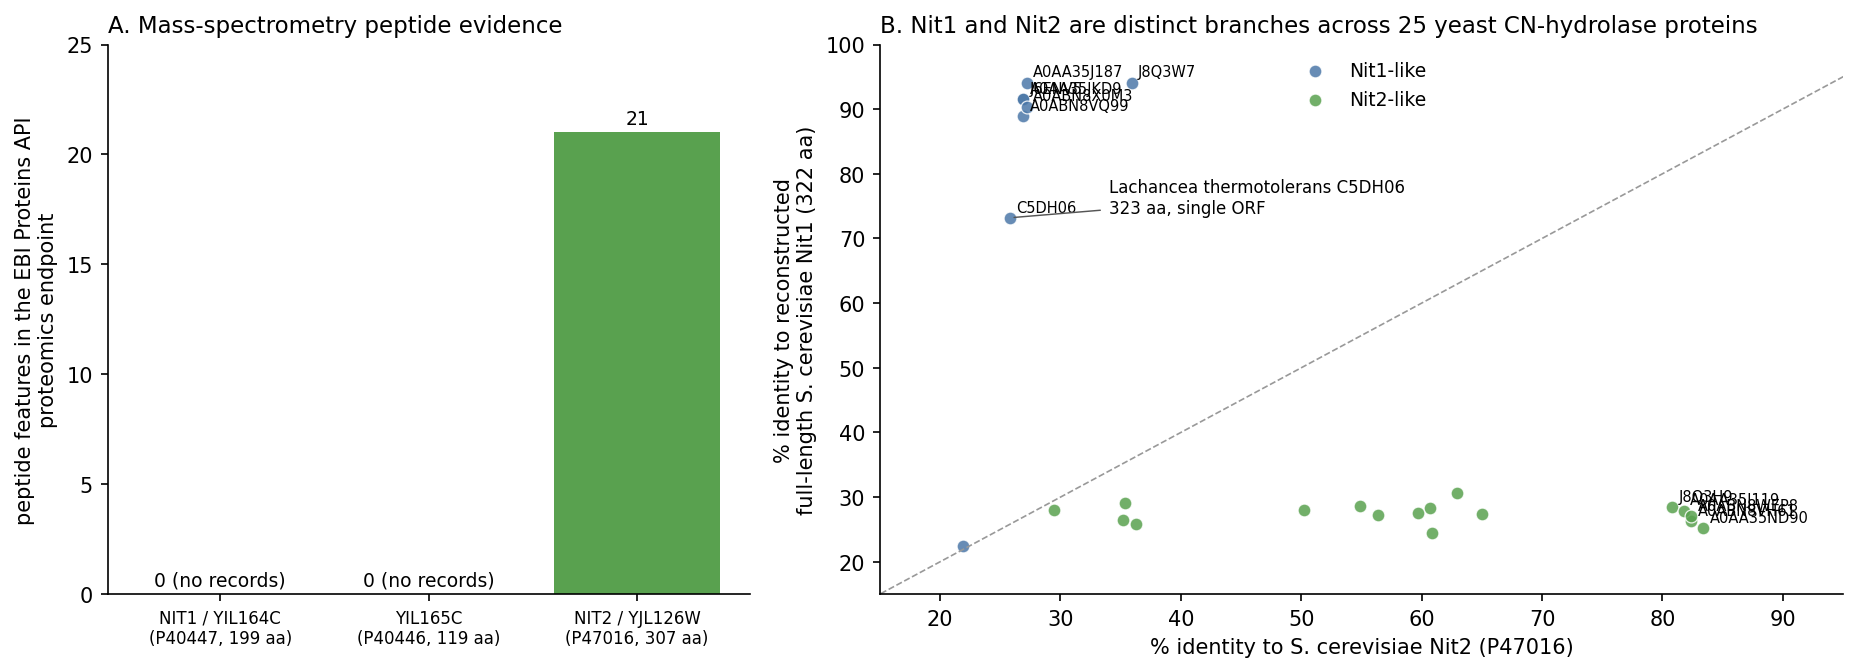 A. Mass-spectrometry peptide evidence
peptide features in the EBI Proteins API
proteomics endpoint
25
20
15
10
5
0
0 (no records)
0 (no records)
21
NIT1 / YIL164C
(P40447, 199 aa)
YIL165C
(P40446, 119 aa)
NIT2 / YJL126W
(P47016, 307 aa)
B. Nit1 and Nit2 are distinct branches across 25 yeast CN-hydrolase proteins
% identity to reconstructed
full-length S. cerevisiae Nit1 (322 aa)
100
90
80
70
60
50
40
30
20
A0AA35J187
J8Q3W7
A0ABN8X0M3
A0ABN8VQ99
C5DH06
Lachancea thermotolerans C5DH06
323 aa, single ORF
Nit1-like
Nit2-like
A0AA35J119
A0AA35ND90
20
30
40
50
60
70
80
90
% identity to S. cerevisiae Nit2 (P47016)